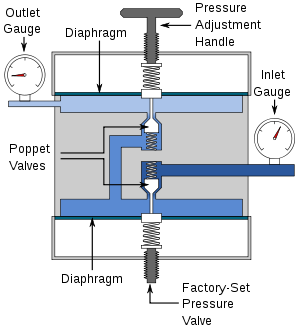 Outlet
Gauge
Diaphragm
Pressure
Adjustment
Handle
Inlet
Gauge
Poppet
Valves
Diaphragm
Factory-Set
Pressure
Valve